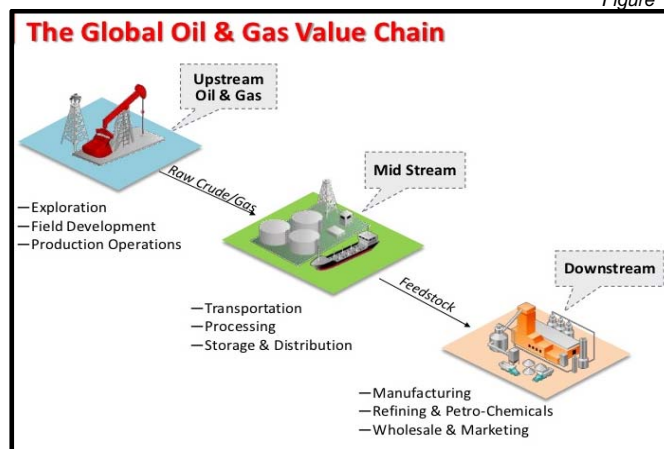 Figure
The Global Oil & Gas Value Chain
Upstream
Oil & Gas
Raw Crude/Gas
Mid Stream
—Exploration
—Field Development
—Production Operations
Feedstock
Downstream
—Transportation
—Processing
—Storage & Distribution
—Manufacturing
—Refining & Petro-Chemicals
—Wholesale & Marketing